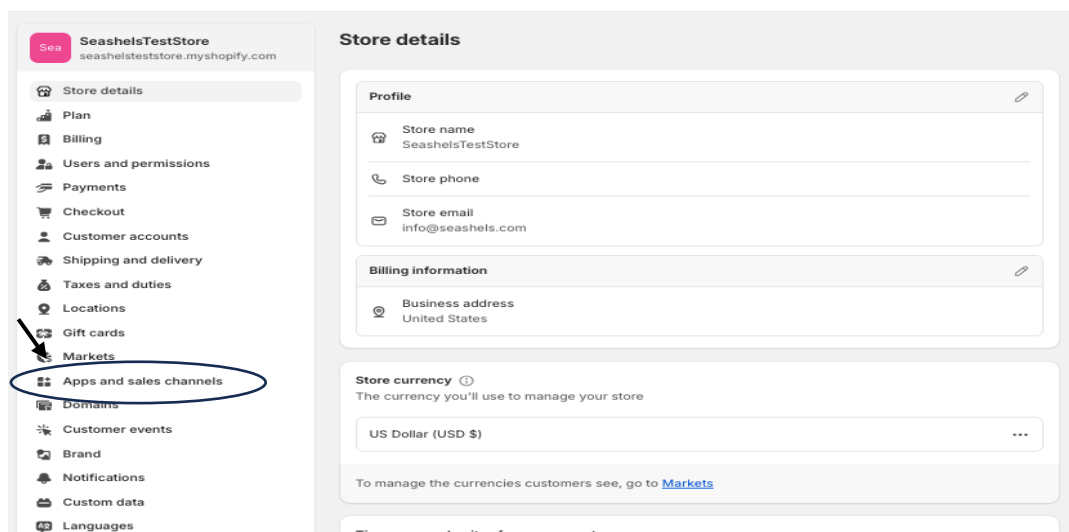 Sea
SeashelsTestStore
seashelsteststore.myshopify.com
Store details
Plan
Billing
Users and permissions
Payments
Checkout
Customer accounts
Shipping and delivery
Taxes and duties
Locations
Gift cards
Markets
Apps and sales channels
Domains
Customer events
Brand
Notifications
Custom data
Languages
Store details
Profile
Store name
SeashelsTestStore
Store phone
Store email
info@seashels.com
Billing information
Business address
United States
Store currency
The currency you'll use to manage your store
US Dollar (USD $)
To manage the currencies customers see, go to Markets